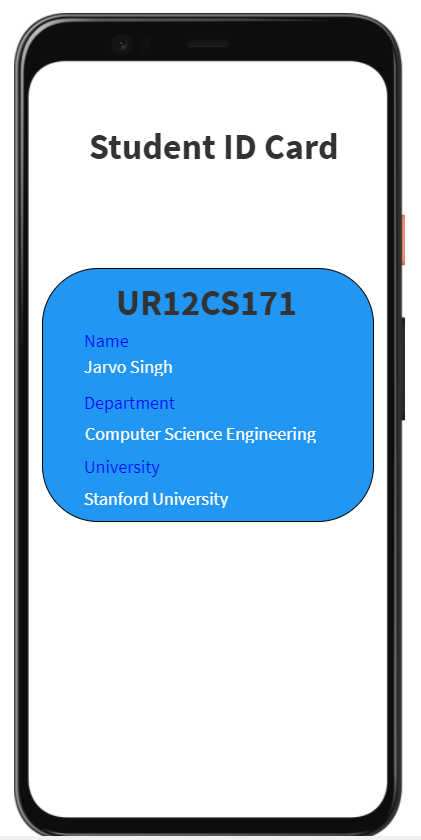 Student ID Card
UR12CS171
Name
Jarvo Singh
Department
Computer Science Engineering
University
Stanford University